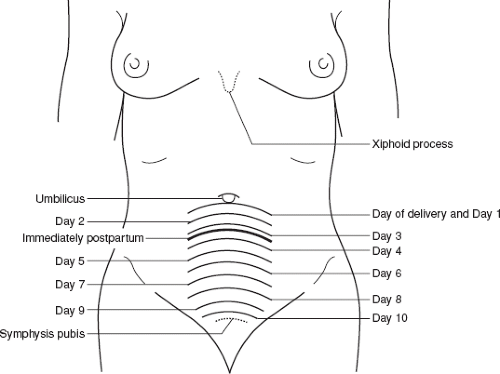 Xiphoid process
Umbilicus
Day of delivery and Day 1
Day 2
Day 3
Immediately postpartum
Day 4
Day 5
Day 6
Day 7
Day 8
Day 9
Day 10
Symphysis pubis